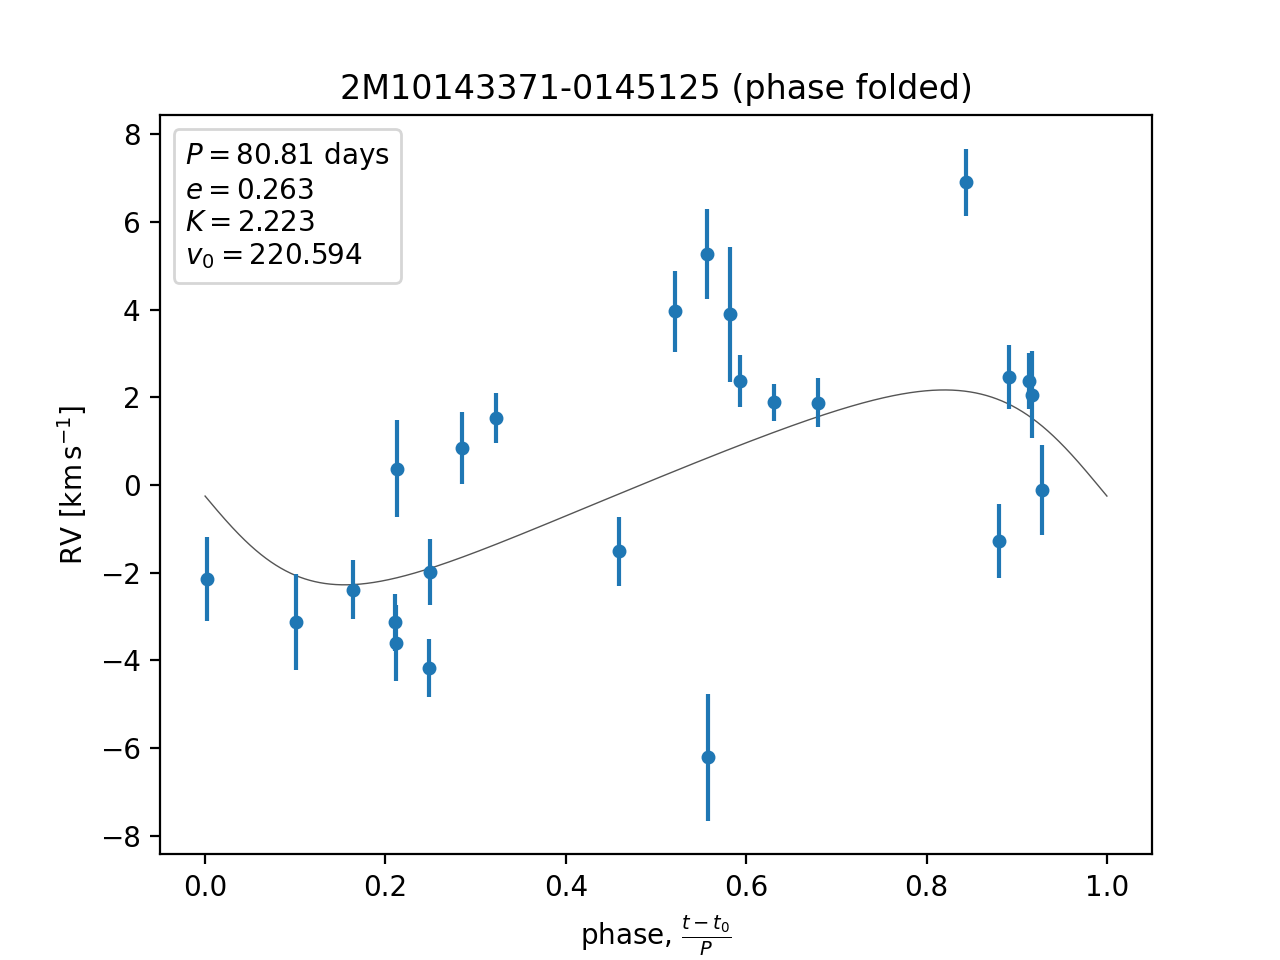 2M10143371-0145125 (phase folded)
P = 80.81 days
e = 0.263
K = 2.223
v₀ = 220.594
8
6
4
2
0
−2
−4
−6
−8
RV [km s⁻¹]
0.0 0.2 0.4 0.6 0.8 1.0
phase, (t − t₀)/P